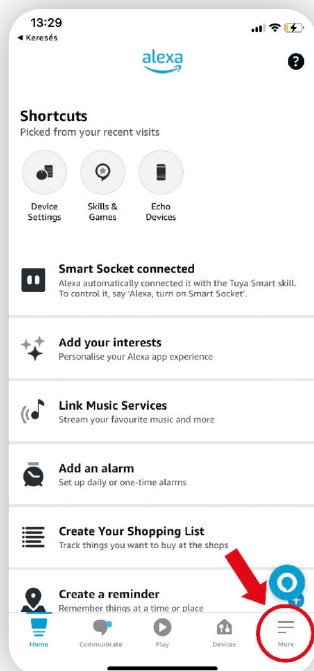 13:29
Keresés
alexa
?
Shortcuts
Picked from your recent visits
Device
Settings
Skills &
Games
Echo
Devices
Smart Socket connected
Alexa automatically connected it with the Tuya Smart skill.
To control it, say ‘Alexa, turn on Smart Socket’.
Add your interests
Personalise your Alexa app experience
Link Music Services
Stream your favourite music and more
Add an alarm
Set up daily or one-time alarms
Create Your Shopping List
Track things you want to buy at the shops
Create a reminder
Remember things at a time or place
Home
Communicate
Play
Devices
More